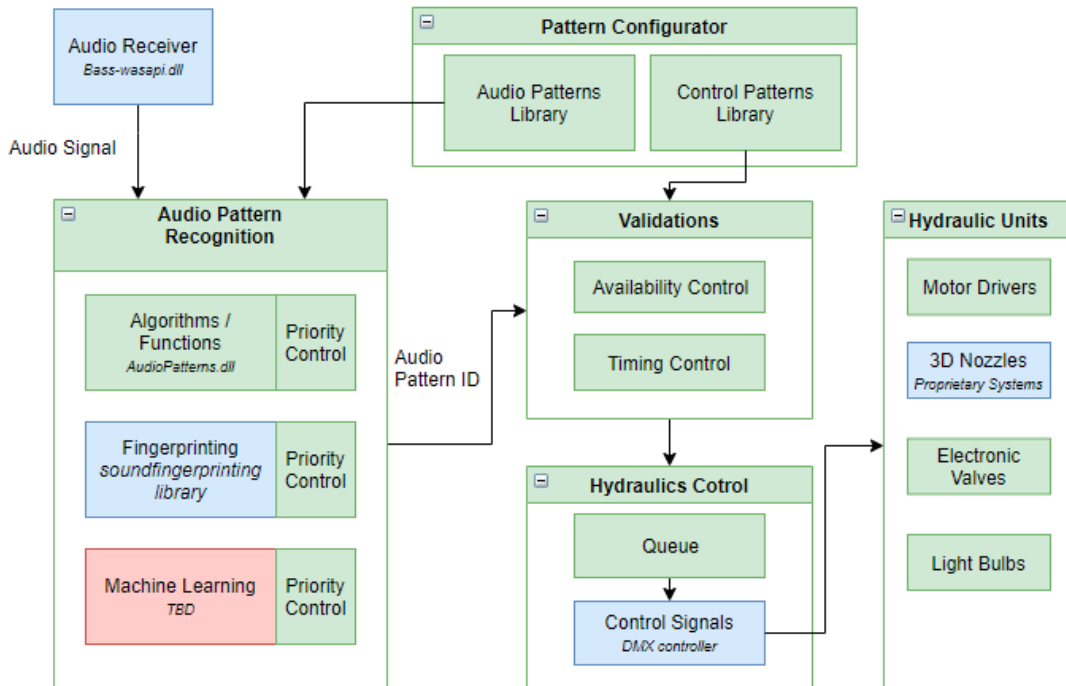 Audio Receiver
Bass-wasapi.dll
Pattern Configurator
Audio Patterns
Library
Control Patterns
Library
Audio Signal
Audio Pattern
Recognition
Algorithms /
Functions
AudioPatterns.dll
Priority
Control
Fingerprinting
soundfingerprinting
library
Priority
Control
Machine Learning
TBD
Priority
Control
Audio
Pattern ID
Validations
Availability Control
Timing Control
Hydraulics Cotrol
Queue
Control Signals
DMX controller
Hydraulic Units
Motor Drivers
3D Nozzles
Proprietary Systems
Electronic
Valves
Light Bulbs